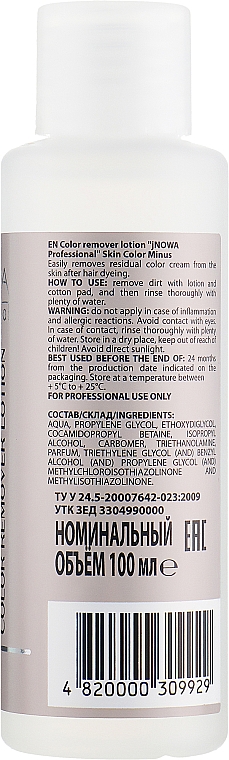 EN Color remover lotion "jNOWA
Professional" Skin Color Minus
Easily removes residual color cream from the
skin after hair dyeing.
HOW TO USE: remove dirt with lotion and
cotton pad, and then rinse thoroughly with
plenty of water.
WARNING: do not apply in case of inflammation
and allergic reactions. Avoid contact with eyes.
In case of contact, rinse thoroughly with plenty
of water. Store in a dry place, keep out of reach of
children! Avoid direct sunlight.
BEST USED BEFORE THE END OF: 24 months
from the production date indicated on the
packaging. Store at a temperature between
+ 5°C to + 25°C.
FOR PROFESSIONAL USE ONLY
СОСТАВ/СКЛАД/INGREDIENTS:
AQUA, PROPYLENE GLYCOL, ETHOXYDIGLYCOL,
COCAMIDOPROPYL BETAINE, ISOPROPYL
ALCOHOL, CARBOMER, TRIETHANOLAMINE,
PARFUM, TRIETHYLENE GLYCOL (AND) BENZYL
ALCOHOL (AND) PROPYLENE GLYCOL (AND)
METHYLCHLOROISOTHIAZOLINONE AND
METHYLISOTHIAZOLINONE.
ТУ У 24.5-20007642-023:2009
УТК ЗЕД 3304990000
НОМИНАЛЬНЫЙ EAC
ОБЪЁМ 100 мл ℮
4 820000 309929
COLOR REMOVER LOTION